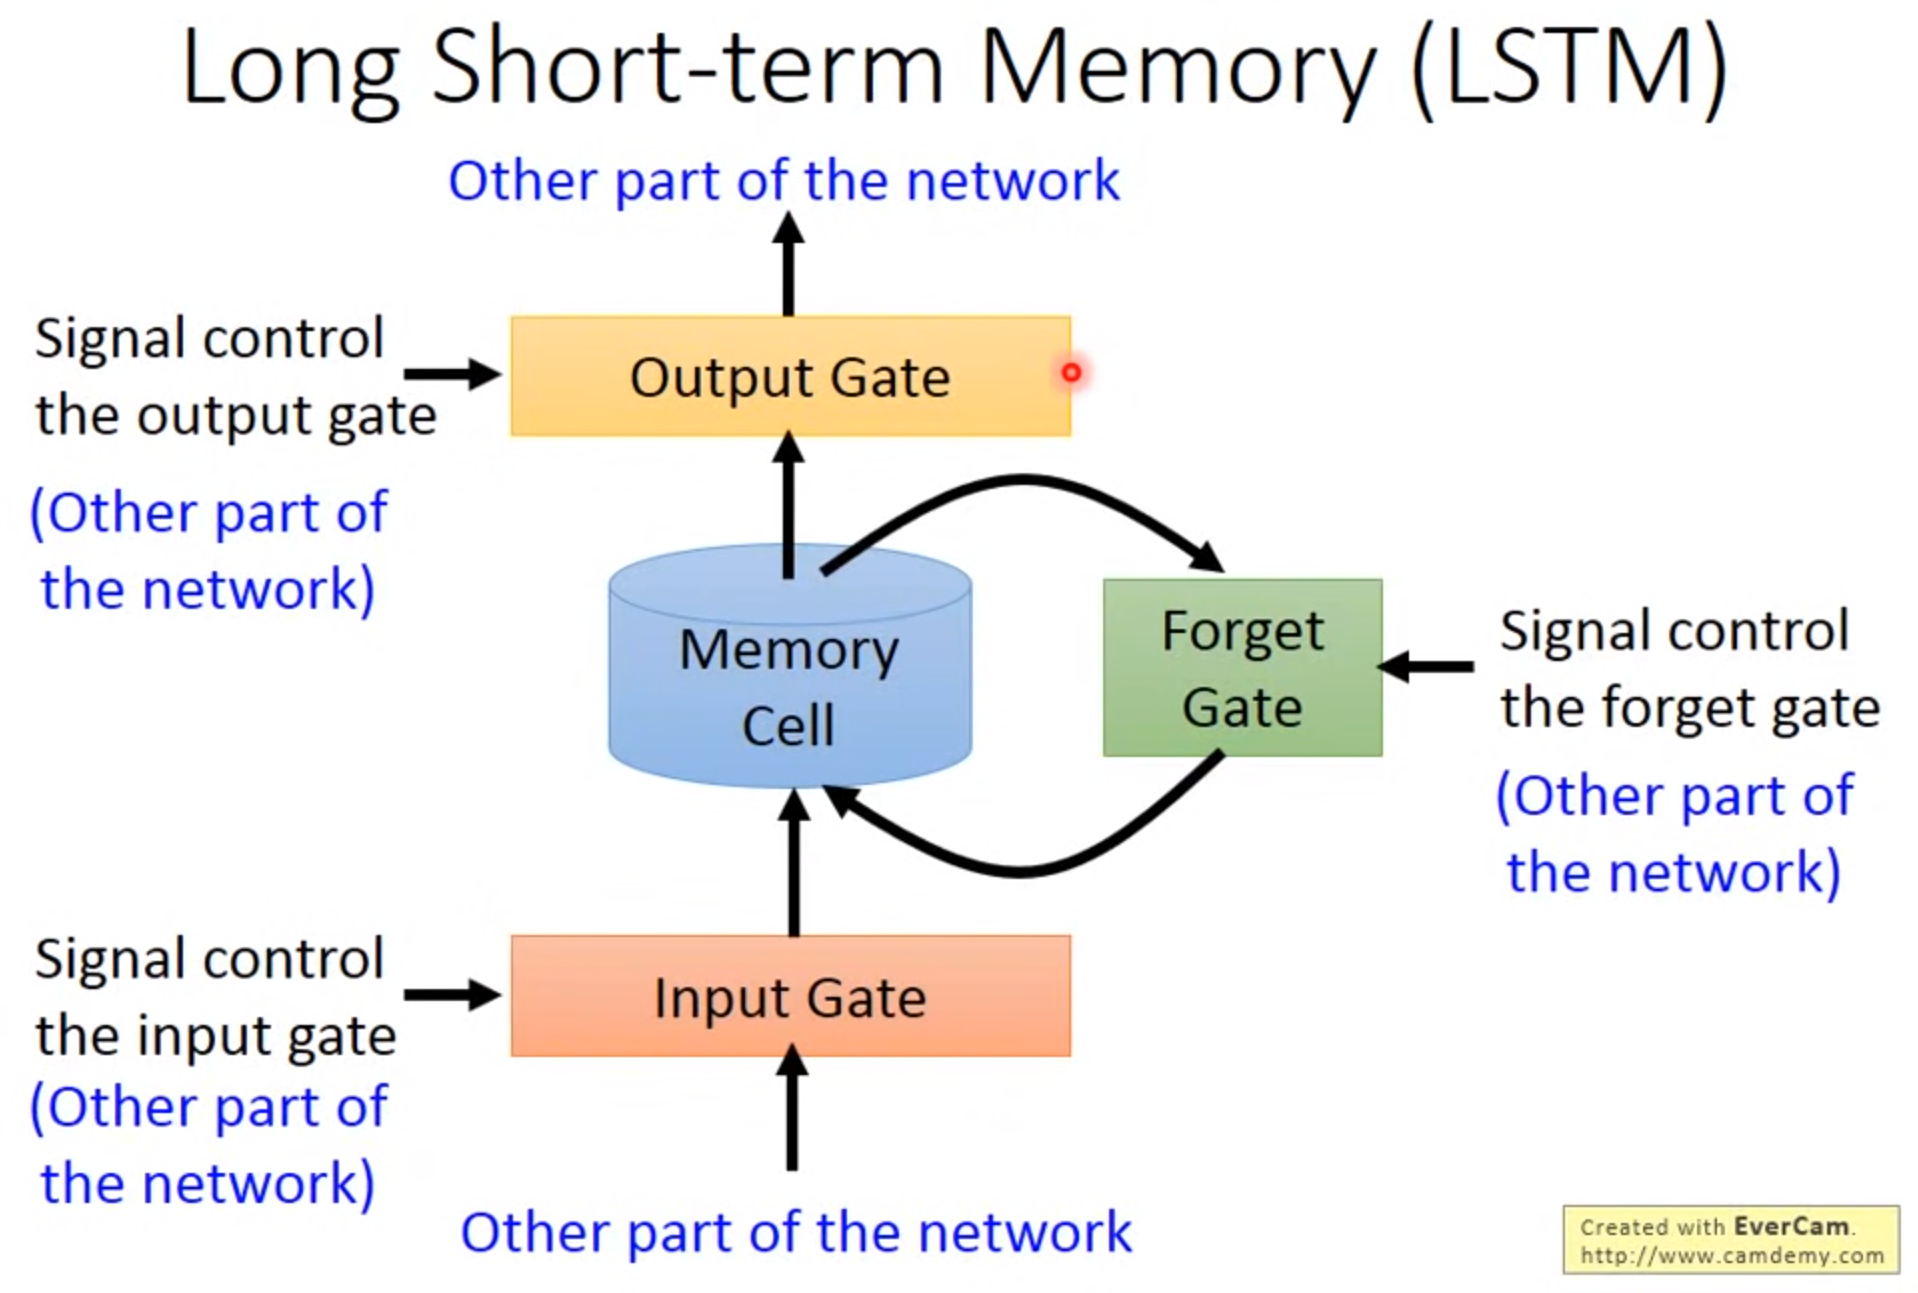 Long Short-term Memory (LSTM)
Other part of the network
Signal control
the output gate
(Other part of
the network)
Output Gate
Memory
Cell
Forget
Gate
Signal control
the forget gate
(Other part of
the network)
Signal control
the input gate
(Other part of
the network)
Input Gate
Other part of the network
Created with EverCam.
http://www.camdemy.com